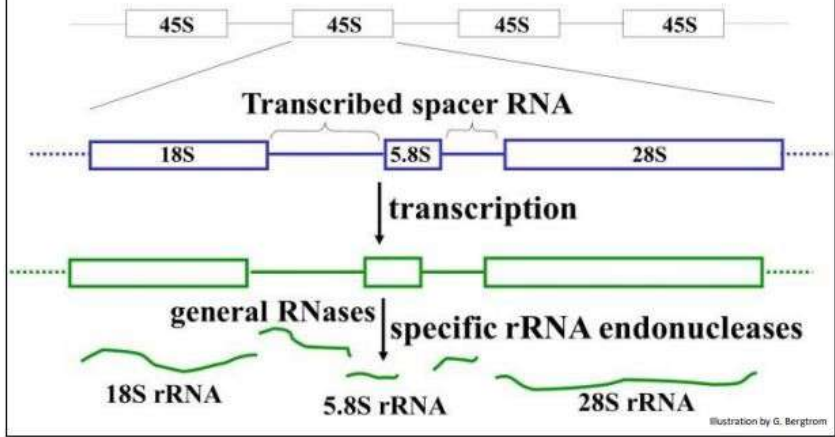 45S 45S 45S 45S
Transcribed spacer RNA
18S 5.8S 28S
transcription
general RNases
specific rRNA endonucleases
18S rRNA 5.8S rRNA 28S rRNA
Illustration by G. Bergtrom